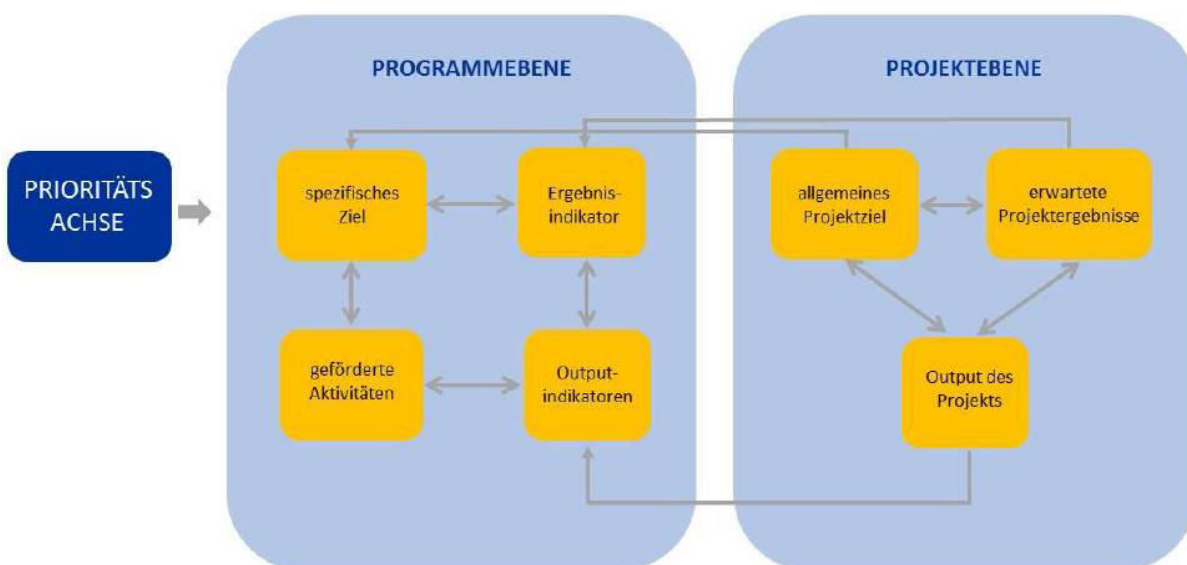 PROGRAMMEBENE
PROJEKTEBENE
PRIORITÄTS
ACHSE
spezifisches
Ziel
Ergebnis-
indikator
allgemeines
Projektziel
erwartete
Projektergebnisse
geförderte
Aktivitäten
Output-
indikatoren
Output des
Projekts